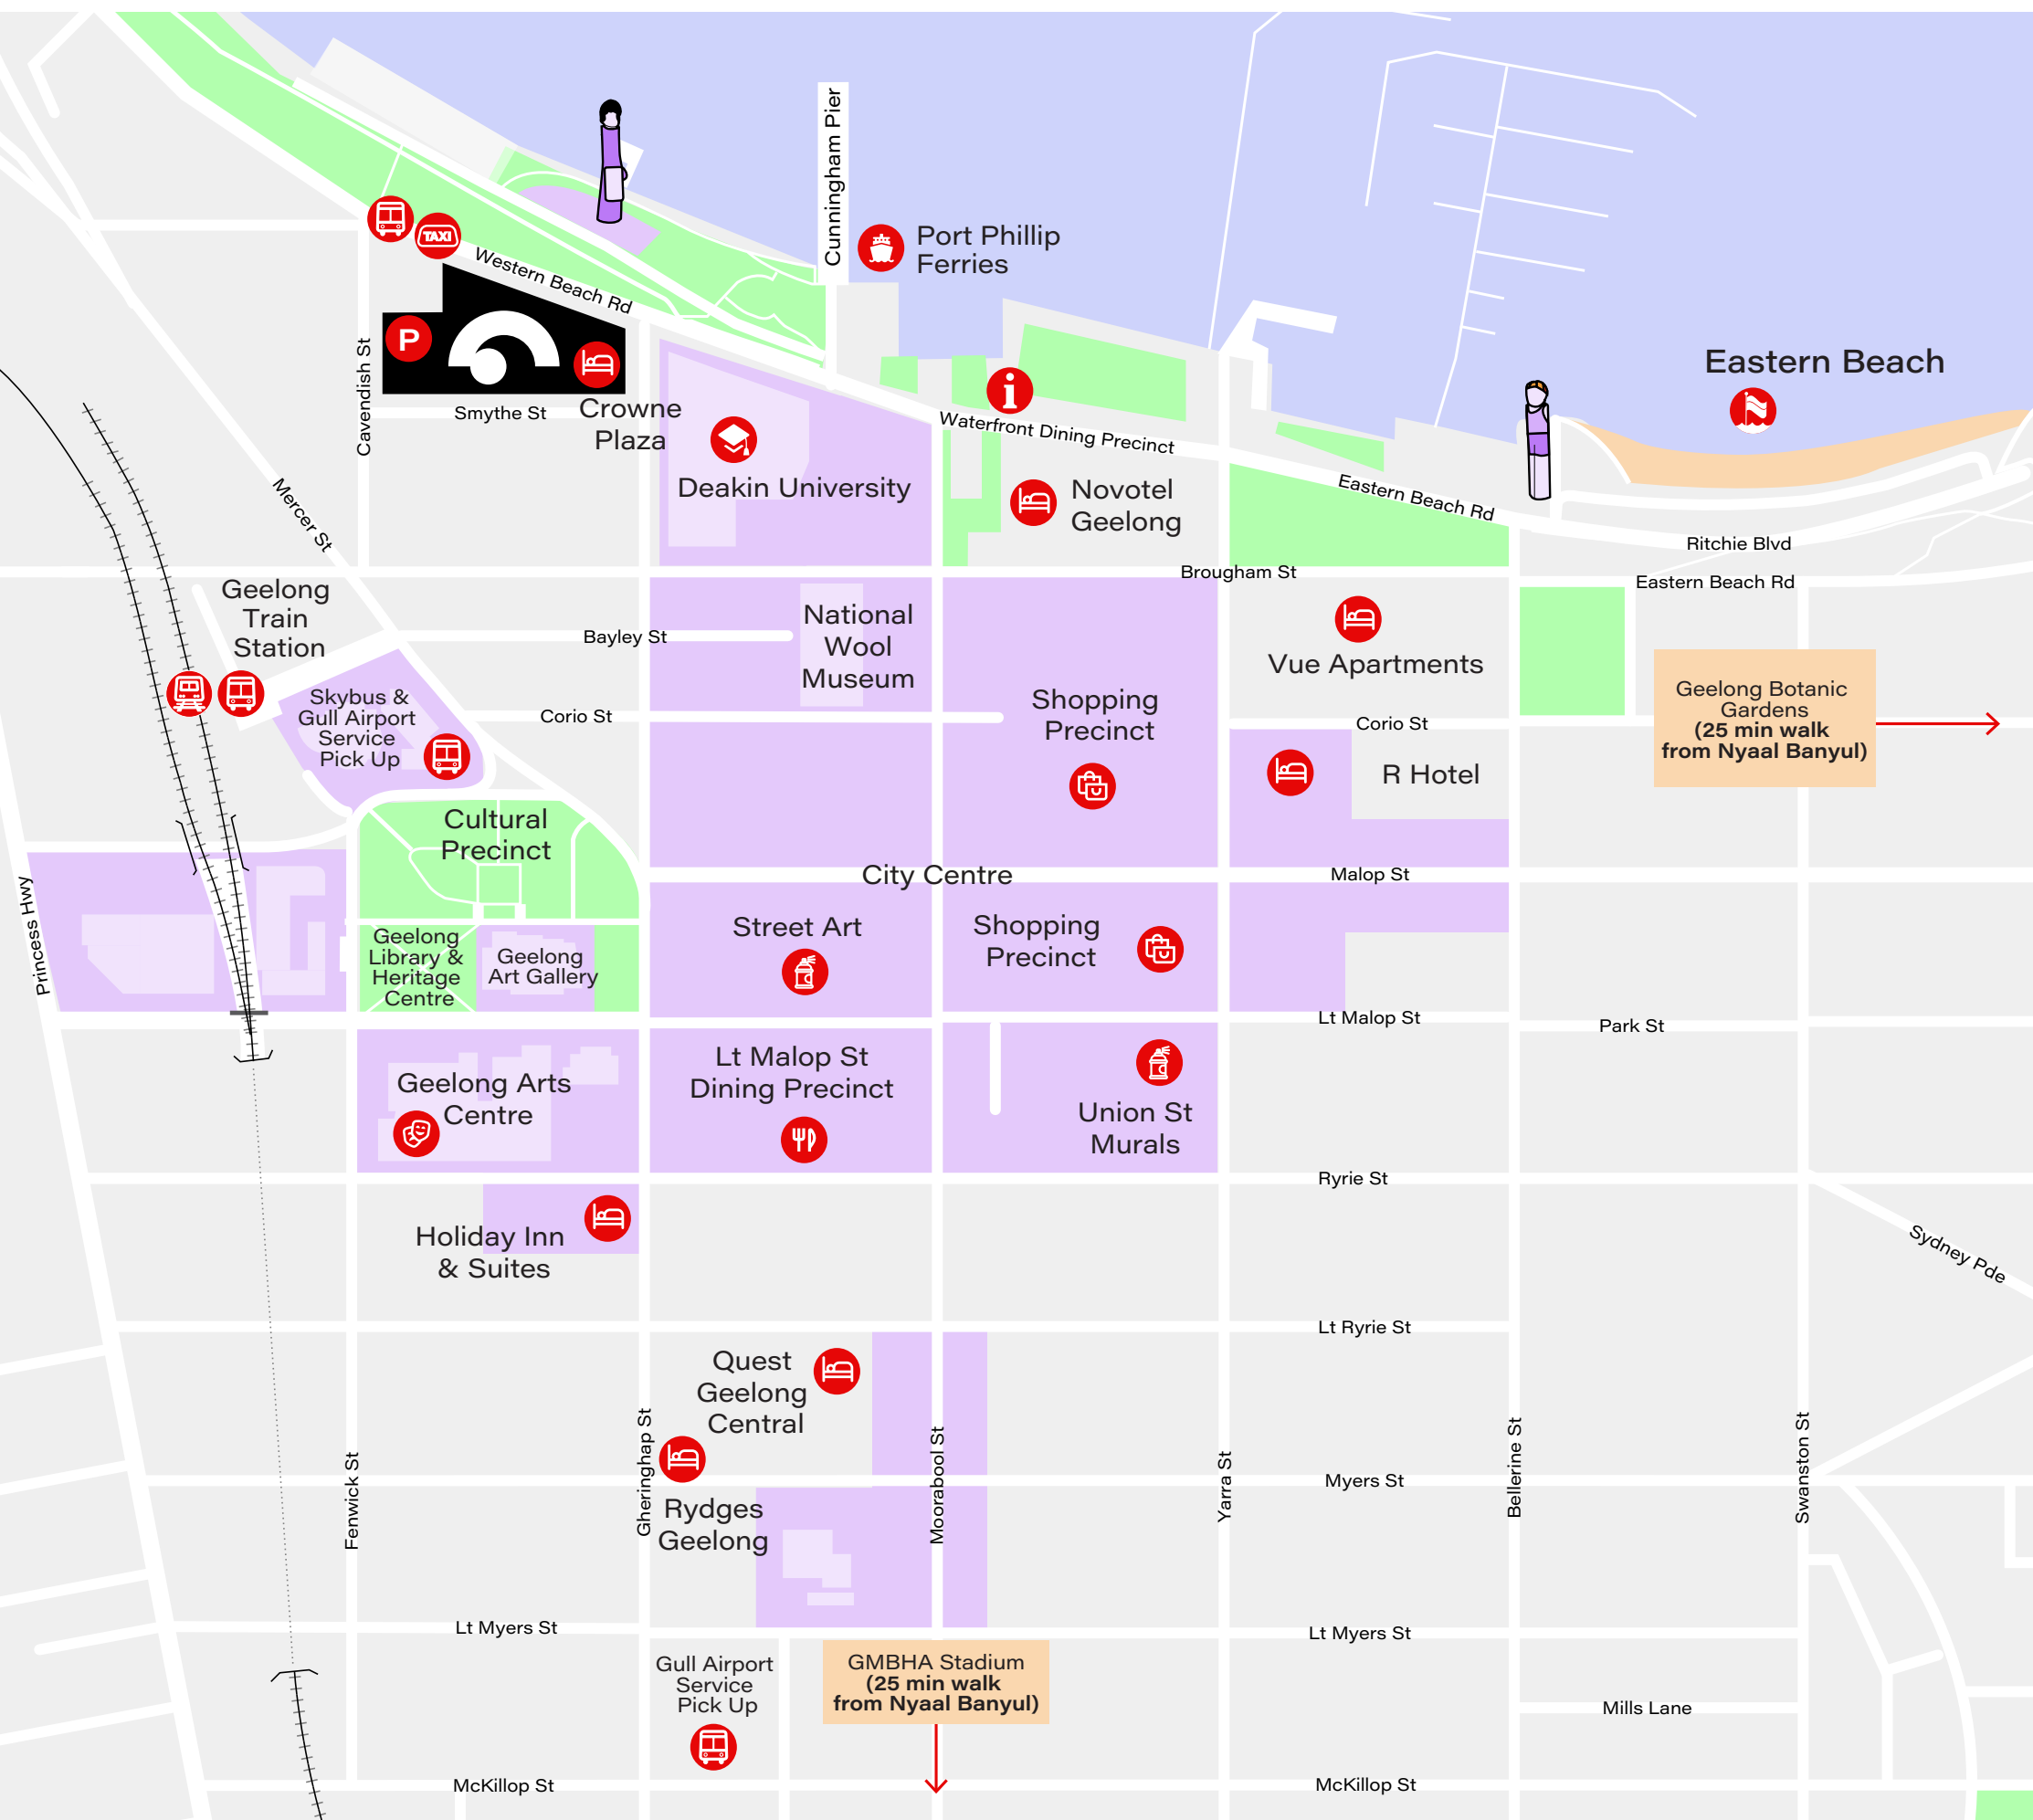 Cunningham Pier
Port Phillip
Ferries
TAXI
Western Beach Rd
P
Eastern Beach
Cavendish St
Smythe St
Crowne
Plaza
Waterfront Dining Precinct
Deakin University
Novotel
Geelong
Eastern Beach Rd
Mercer St
Ritchie Blvd
Brougham St
Eastern Beach Rd
Geelong
Train
Station
Bayley St
National
Wool
Museum
Vue Apartments
Skybus &
Gull Airport
Service
Pick Up
Corio St
Shopping
Precinct
Corio St
Geelong Botanic
Gardens
(25 min walk
from Nyaal Banyul)
R Hotel
Cultural
Precinct
City Centre
Malop St
Princess Hwy
Street Art
Shopping
Precinct
Geelong
Library &
Heritage
Centre
Geelong
Art Gallery
Lt Malop St
Park St
Geelong Arts
Centre
Lt Malop St
Dining Precinct
Union St
Murals
Ryrie St
Holiday Inn
& Suites
Sydney Pde
Lt Ryrie St
Quest
Geelong
Central
Fenwick St
Gheringhap St
Moorabool St
Yarra St
Bellerine St
Swanston St
Myers St
Rydges
Geelong
Lt Myers St
Lt Myers St
Gull Airport
Service
Pick Up
GMBHA Stadium
(25 min walk
from Nyaal Banyul)
Mills Lane
McKillop St
McKillop St